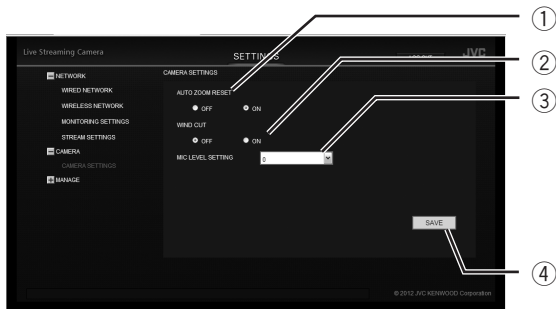 ①
Live Streaming Camera
SETTINGS
JVC
②
NETWORK
CAMERA SETTINGS
WIRED NETWORK
AUTO ZOOM RESET
③
WIRELESS NETWORK
OFF ON
MONITORING SETTINGS
WIND CUT
STREAM SETTINGS
OFF ON
CAMERA
MIC LEVEL SETTING
CAMERA SETTINGS
MANAGE
SAVE
④
© 2012 JVC KENWOOD Corporation